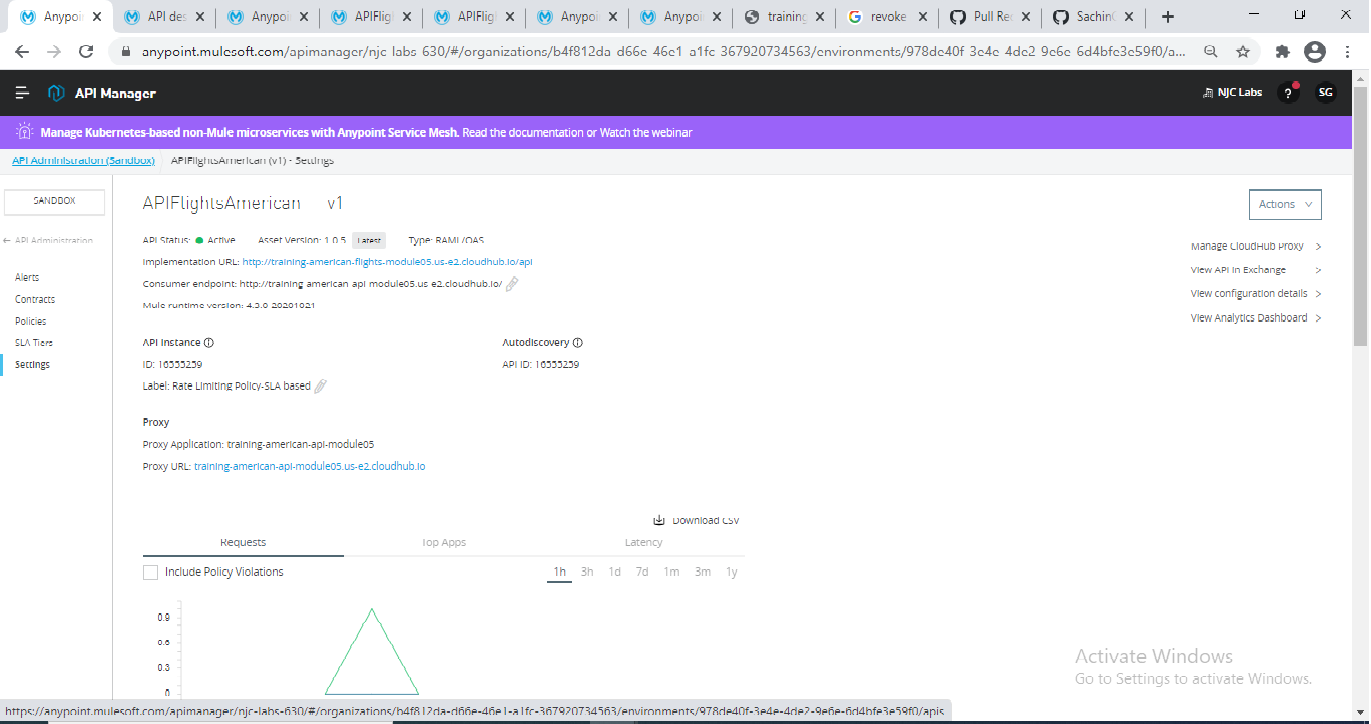 Anypoi
API des
Anypoi
APIFlig
APIFlig
Anypoi
Anypoi
training
revoke
Pull Re
SachinG
anypoint.mulesoft.com/apimanager/njc-labs-630/#/organizations/b4f812da-d66e-46e1-a1fc-367920734563/environments/978de40f-3e4e-4de2-9e6e-6d4bfe3e59f0/a...
API Manager
NJC Labs
?
SG
Manage Kubernetes-based non-Mule microservices with Anypoint Service Mesh. Read the documentation or Watch the webinar
API Administration (Sandbox)
APIFlightsAmerican (v1) - Settings
SANDBOX
← API Administration
Alerts
Contracts
Policies
SLA Tiers
Settings
APIFlightsAmerican v1
Actions
API Status: Active Asset Version: 1.0.5 Latest Type: RAML/OAS
Implementation URL: http://training-american-flights-module05.us-e2.cloudhub.io/api
Consumer endpoint: http://training-american-api-module05.us-e2.cloudhub.io/
Mule runtime version: 4.3.0-20201021
Manage CloudHub Proxy >
View API in Exchange >
View configuration details >
View Analytics Dashboard >
API Instance
ID: 16555259
Label: Rate Limiting Policy-SLA based
Autodiscovery
API ID: 16555259
Proxy
Proxy Application: training-american-api-module05
Proxy URL: training-american-api-module05.us-e2.cloudhub.io
Download CSV
Requests Top Apps Latency
Include Policy Violations
1h 3h 1d 7d 1m 3m 1y
0.9
0.6
0.3
0
Activate Windows
Go to Settings to activate Windows.
https://anypoint.mulesoft.com/apimanager/njc-labs-630/#/organizations/b4f812da-d66e-46e1-a1fc-367920734563/environments/978de40f-3e4e-4de2-9e6e-6d4bfe3e59f0/apis